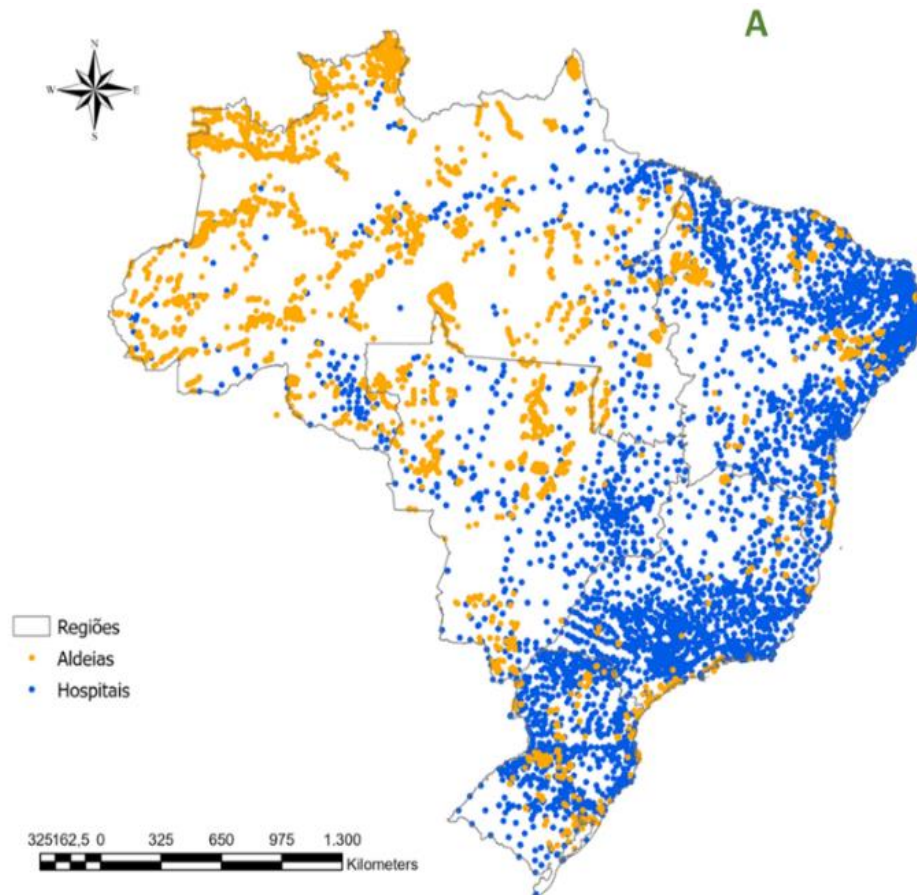 A
N
W E
S
Regiões
Aldeias
Hospitais
325162,5 0 325 650 975 1.300
Kilometers